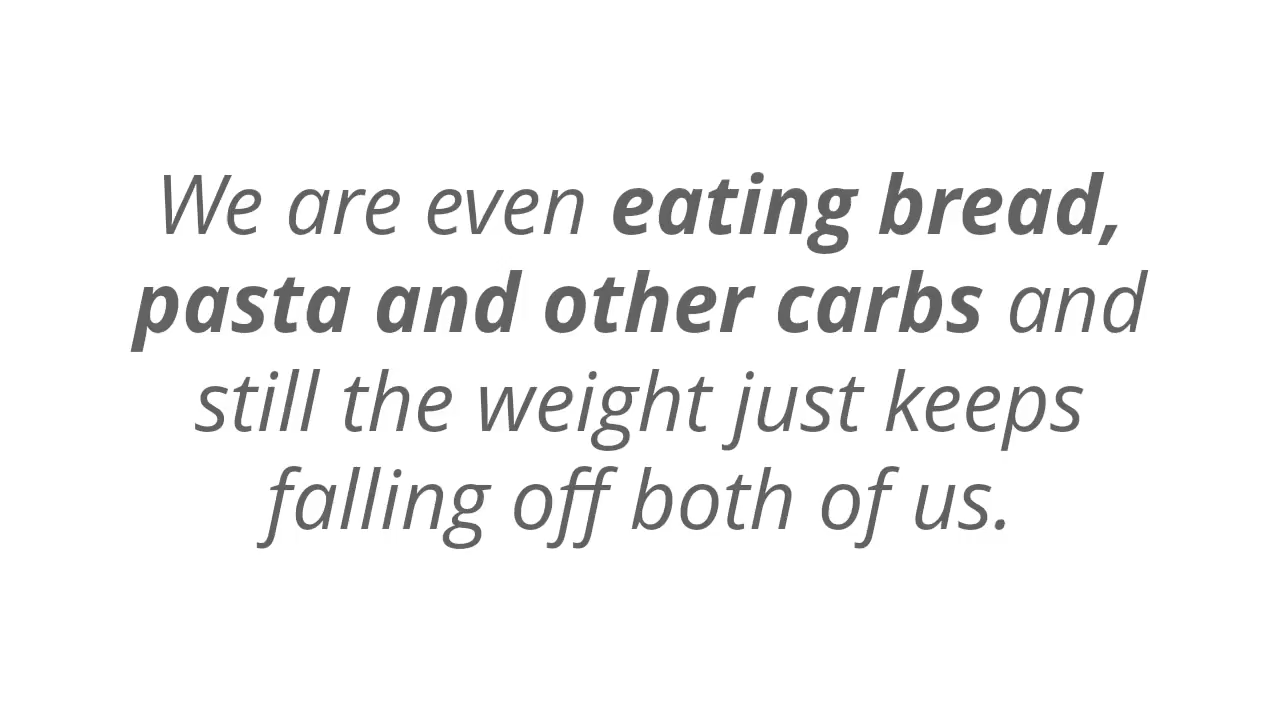 We are even eating bread,
pasta and other carbs and
still the weight just keeps
falling off both of us.